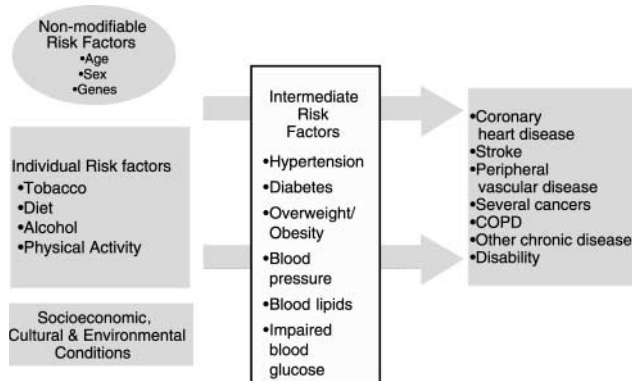 Non-modifiable
Risk Factors
•Age
•Sex
•Genes
Individual Risk factors
•Tobacco
•Diet
•Alcohol
•Physical Activity
Socioeconomic,
Cultural & Environmental
Conditions
Intermediate
Risk
Factors
•Hypertension
•Diabetes
•Overweight/
Obesity
•Blood
pressure
•Blood lipids
•Impaired
blood
glucose
•Coronary
heart disease
•Stroke
•Peripheral
vascular disease
•Several cancers
•COPD
•Other chronic disease
•Disability